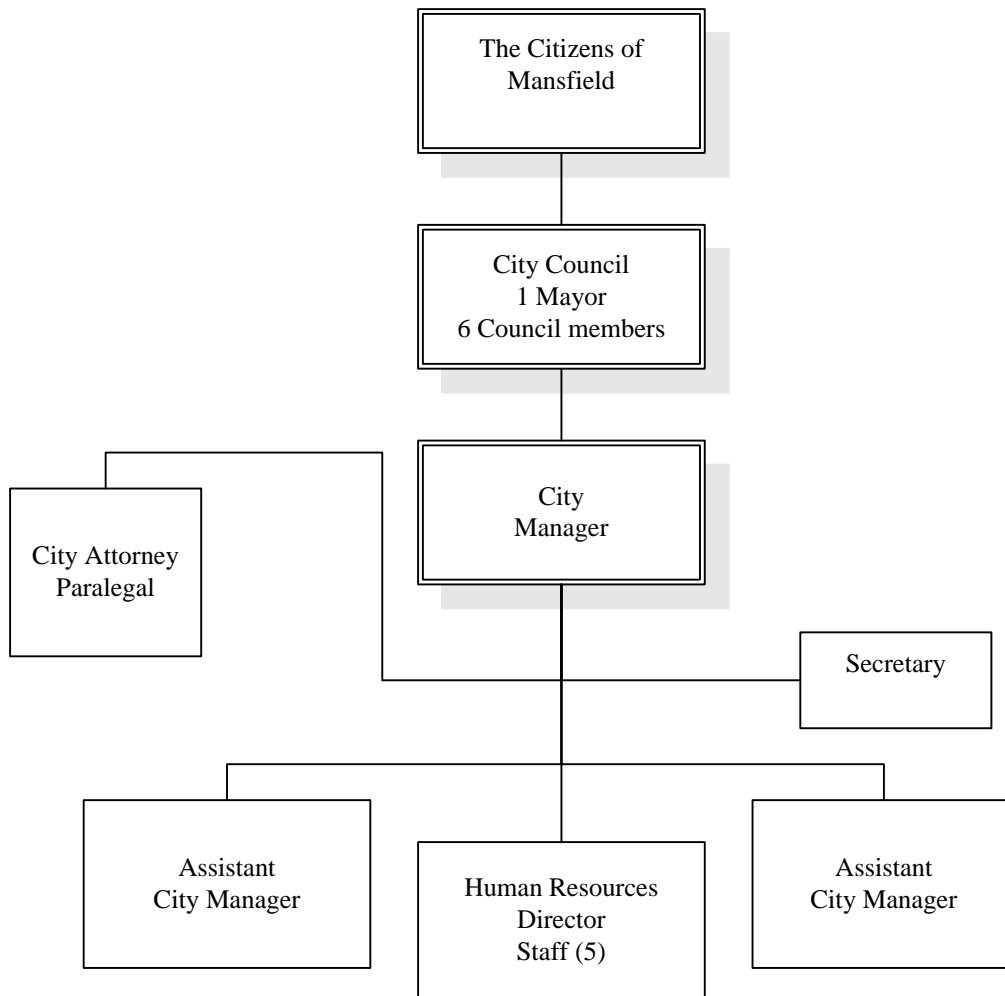 The Citizens of
Mansfield
City Council
1 Mayor
6 Council members
City
Manager
City Attorney
Paralegal
Secretary
Assistant
City Manager
Human Resources
Director
Staff (5)
Assistant
City Manager